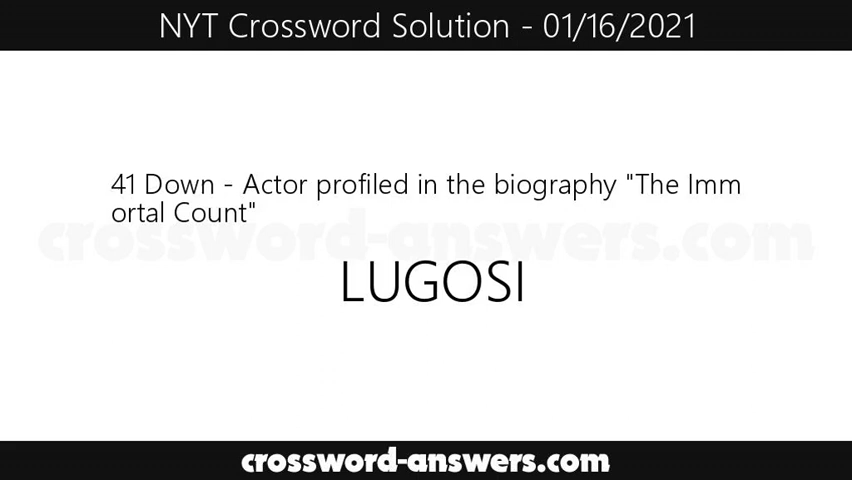 NYT Crossword Solution - 01/16/2021
41 Down - Actor profiled in the biography "The Imm
ortal Count"
crossword-answers.com
LUGOSI
crossword-answers.com